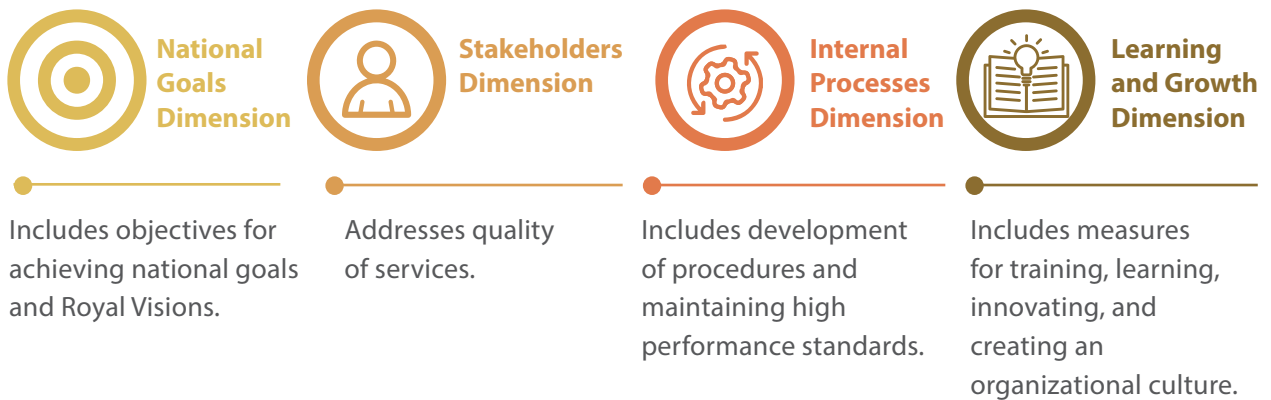 National
Goals
Dimension
Includes objectives for
achieving national goals
and Royal Visions.
Stakeholders
Dimension
Addresses quality
of services.
Internal
Processes
Dimension
Includes development
of procedures and
maintaining high
performance standards.
Learning
and Growth
Dimension
Includes measures
for training, learning,
innovating, and
creating an
organizational culture.